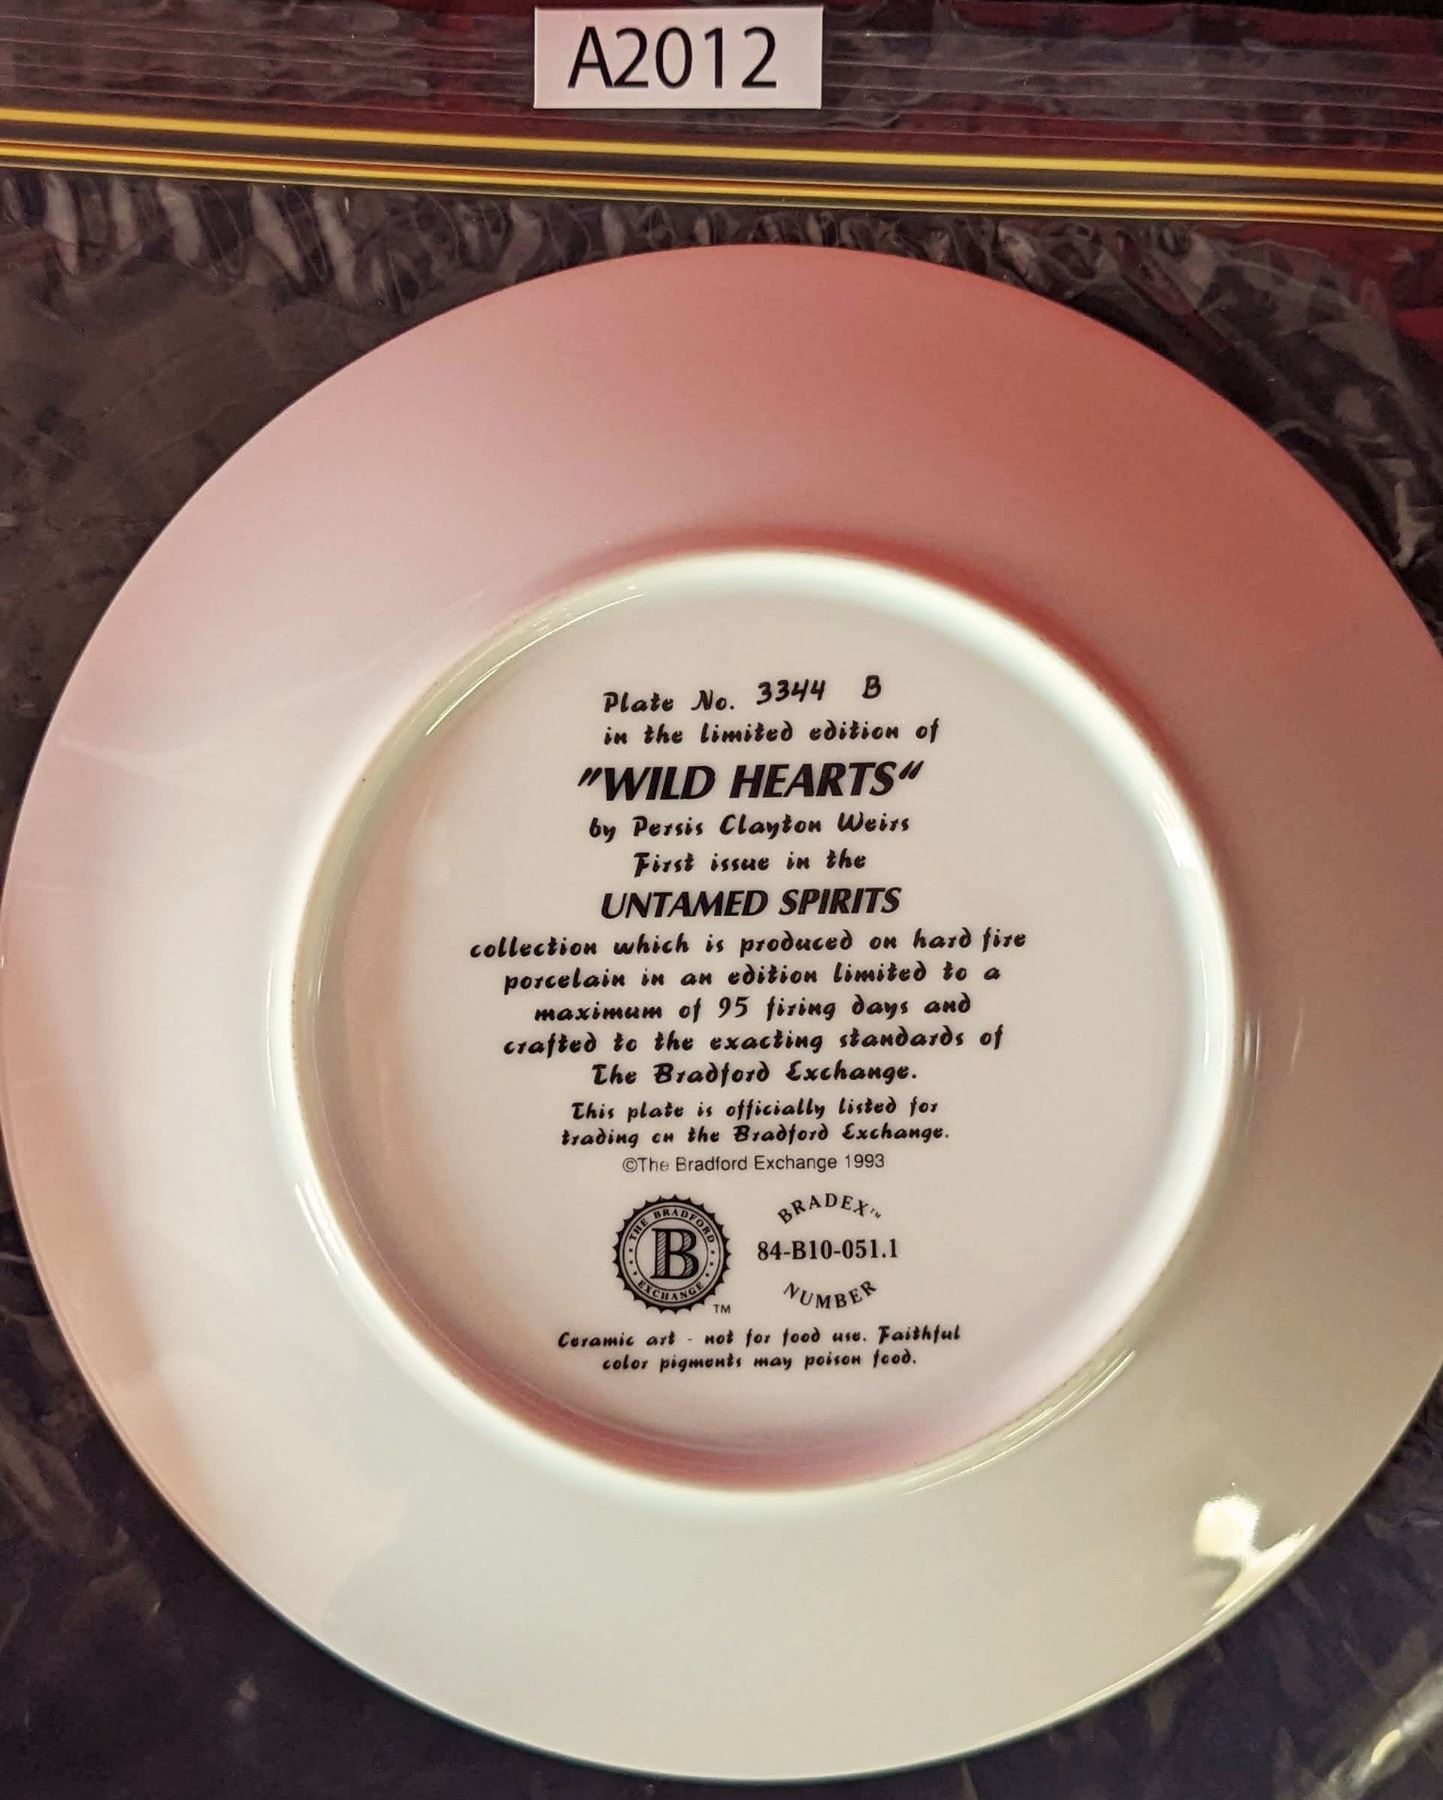 A2012
Plate No. 3344 B
in the limited edition of
"WILD HEARTS"
by Persis Clayton Weirs
First issue in the
UNTAMED SPIRITS
collection which is produced on hard fire
porcelain in an edition limited to a
maximum of 95 firing days and
crafted to the exacting standards of
The Bradford Exchange.
This plate is officially listed for
trading on the Bradford Exchange.
©The Bradford Exchange 1993
THE BRADFORD
B
EXCHANGE
TM
BRADEX™
84-B10-051.1
NUMBER
Ceramic art - not for food use. Faithful
color pigments may poison food.